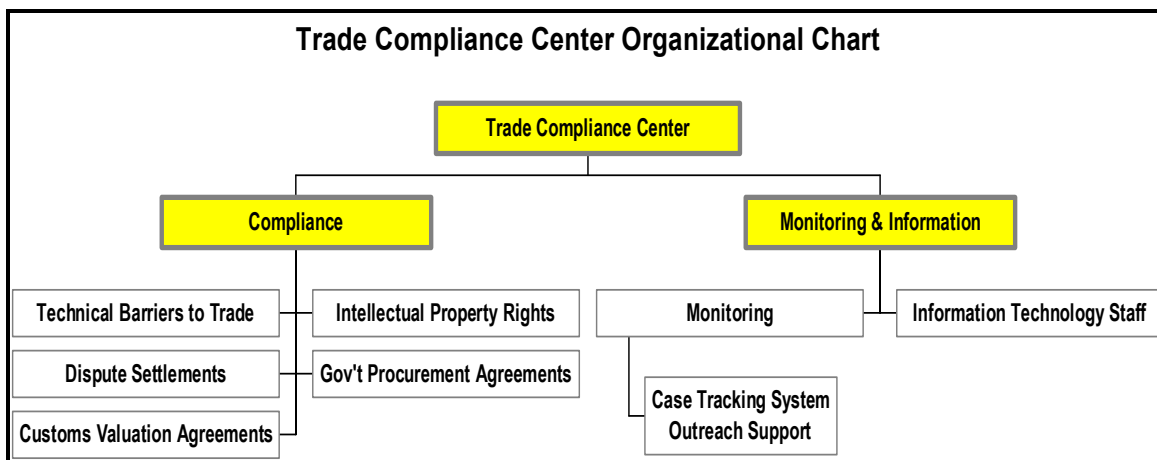 Trade Compliance Center Organizational Chart
Trade Compliance Center
Compliance
Monitoring & Information
Technical Barriers to Trade
Intellectual Property Rights
Monitoring
Information Technology Staff
Dispute Settlements
Gov't Procurement Agreements
Case Tracking System
Outreach Support
Customs Valuation Agreements